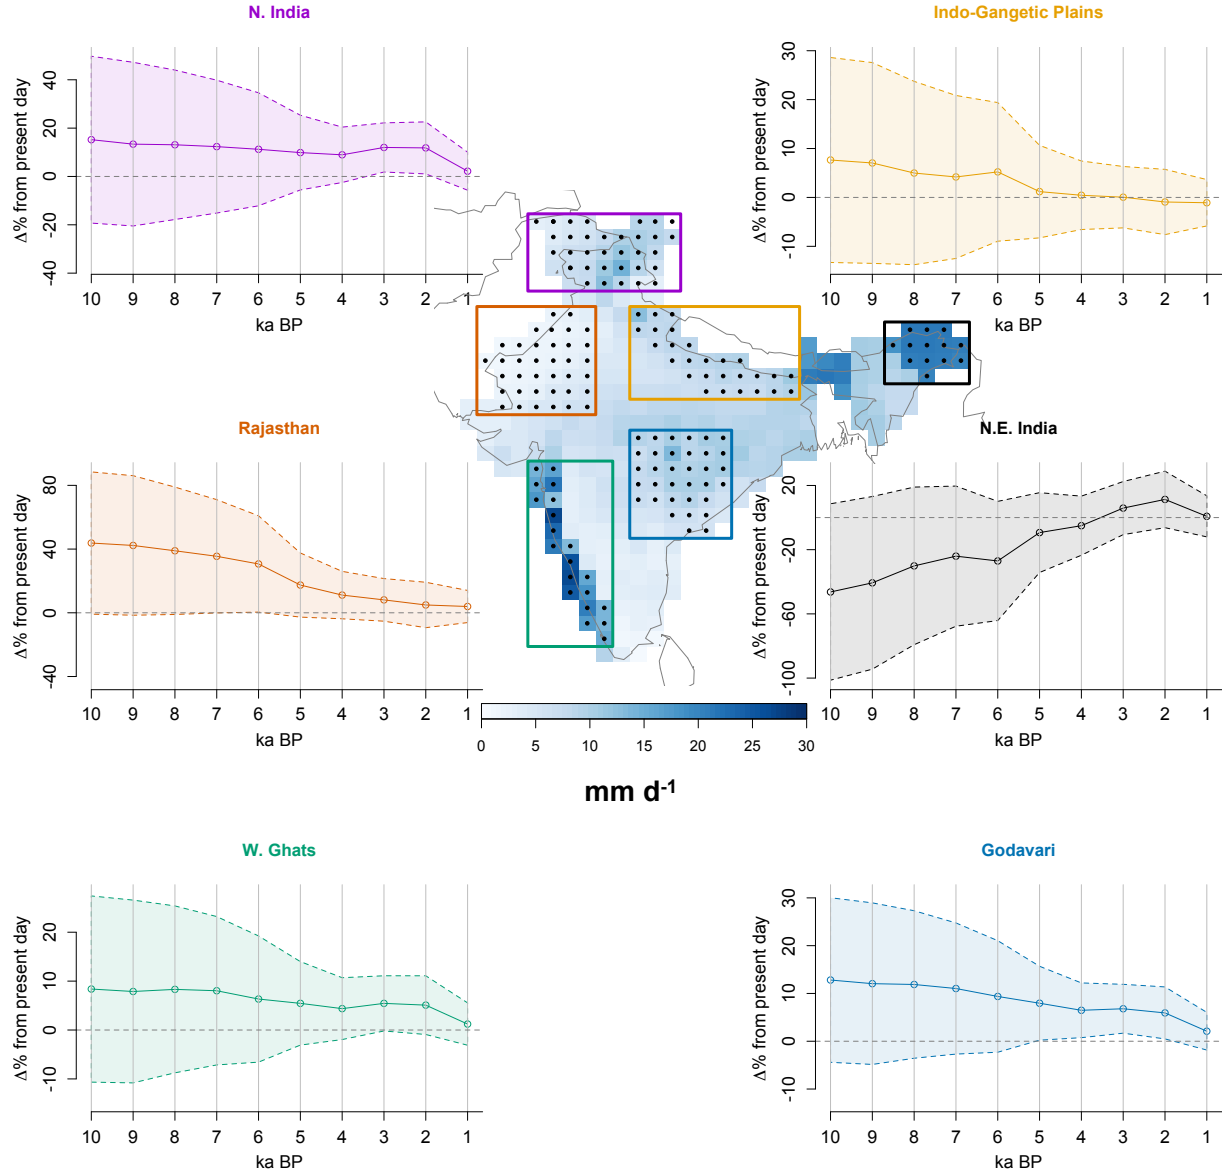 N. India
Δ% from present day
40
20
0
-20
-40
10 9 8 7 6 5 4 3 2 1
ka BP
Indo-Gangetic Plains
Δ% from present day
30
20
10
0
-10
10 9 8 7 6 5 4 3 2 1
ka BP
Rajasthan
Δ% from present day
80
40
0
-40
10 9 8 7 6 5 4 3 2 1
ka BP
N.E. India
Δ% from present day
20
-20
-60
-100
10 9 8 7 6 5 4 3 2 1
ka BP
0 5 10 15 20 25 30
mm d⁻¹
W. Ghats
Δ% from present day
20
10
0
-10
10 9 8 7 6 5 4 3 2 1
ka BP
Godavari
Δ% from present day
30
20
10
0
-10
10 9 8 7 6 5 4 3 2 1
ka BP